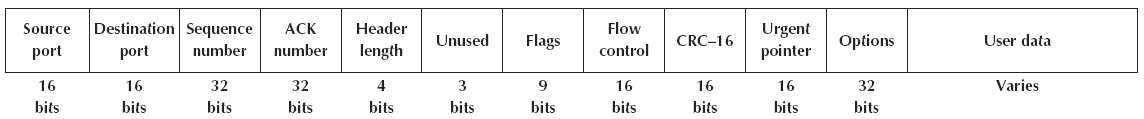 Source port
Destination port
Sequence number
ACK number
Header length
Unused
Flags
Flow control
CRC–16
Urgent pointer
Options
User data
16 bits
16 bits
32 bits
32 bits
4 bits
3 bits
9 bits
16 bits
16 bits
16 bits
32 bits
Varies